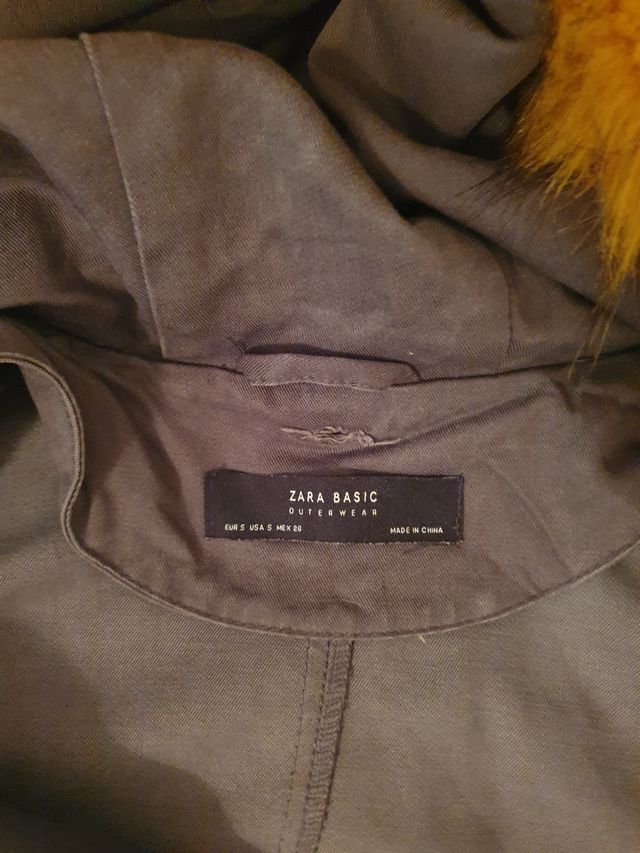 ZARA BASIC
OUTERWEAR
EUR S USA S MEX 26 MADE IN CHINA